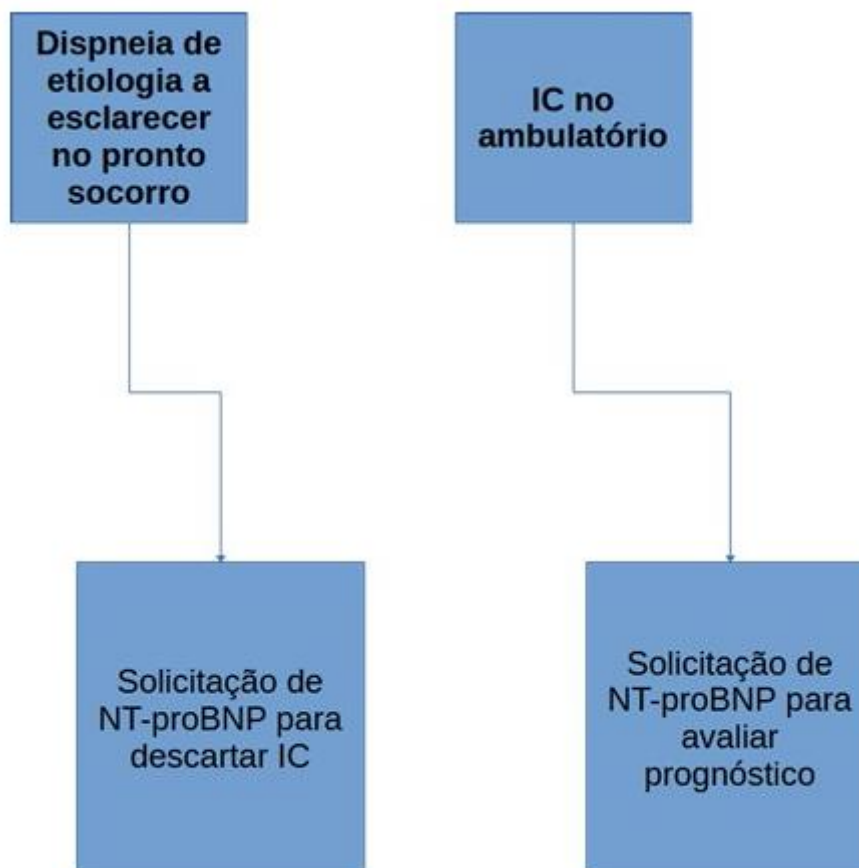 Dispneia de
etiologia a
esclarecer
no pronto
socorro
IC no
ambulatório
Solicitação de
NT-proBNP para
descartar IC
Solicitação de
NT-proBNP para
avaliar
prognóstico